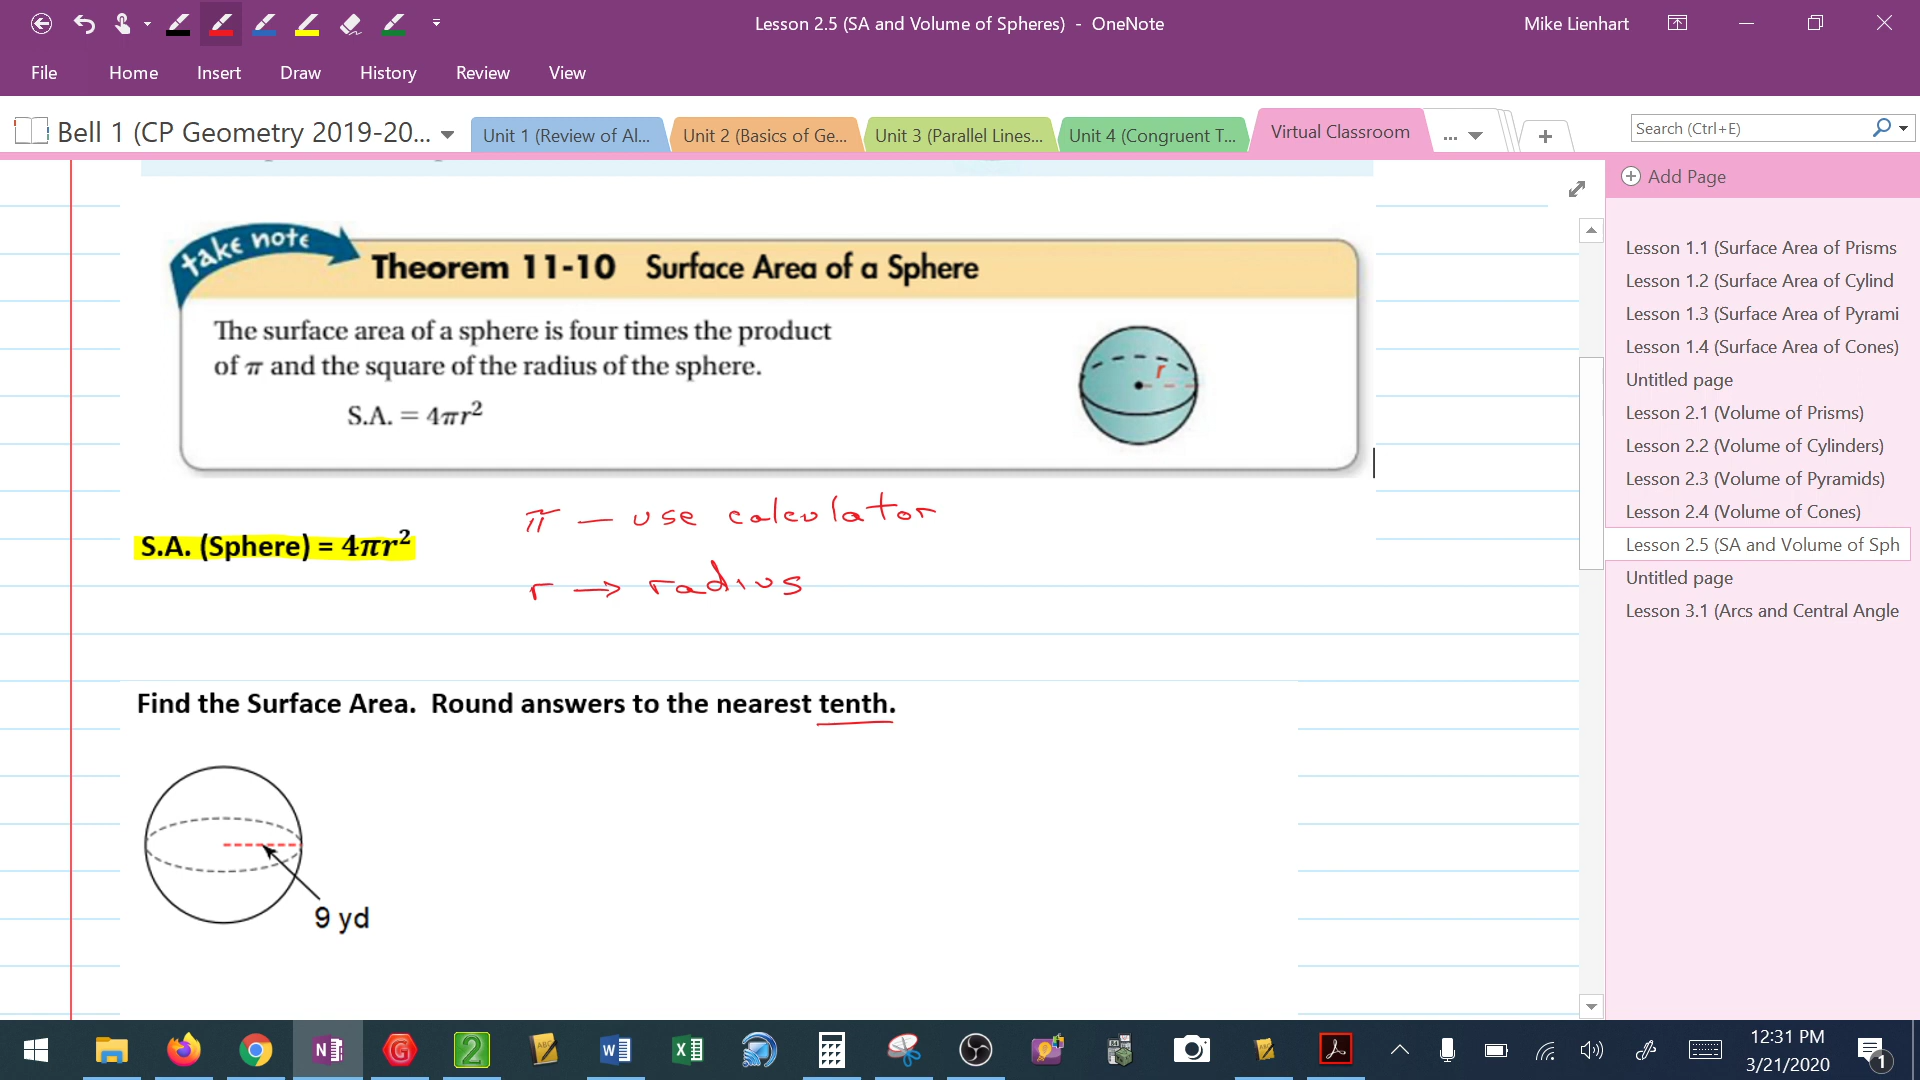 Lesson 2.5 (SA and Volume of Spheres) - OneNote
Mike Lienhart
File Home Insert Draw History Review View
Bell 1 (CP Geometry 2019-20...
Unit 1 (Review of Al...
Unit 2 (Basics of Ge...
Unit 3 (Parallel Lines...
Unit 4 (Congruent T...
Virtual Classroom
...
Search (Ctrl+E)
Add Page
take note
Theorem 11-10 Surface Area of a Sphere
The surface area of a sphere is four times the product
of π and the square of the radius of the sphere.
S.A. = 4πr²
r
S.A. (Sphere) = 4πr²
π — use calculator
r → radius
Find the Surface Area. Round answers to the nearest tenth.
9 yd
Lesson 1.1 (Surface Area of Prisms
Lesson 1.2 (Surface Area of Cylind
Lesson 1.3 (Surface Area of Pyrami
Lesson 1.4 (Surface Area of Cones)
Untitled page
Lesson 2.1 (Volume of Prisms)
Lesson 2.2 (Volume of Cylinders)
Lesson 2.3 (Volume of Pyramids)
Lesson 2.4 (Volume of Cones)
Lesson 2.5 (SA and Volume of Sph
Untitled page
Lesson 3.1 (Arcs and Central Angle
12:31 PM
3/21/2020
1